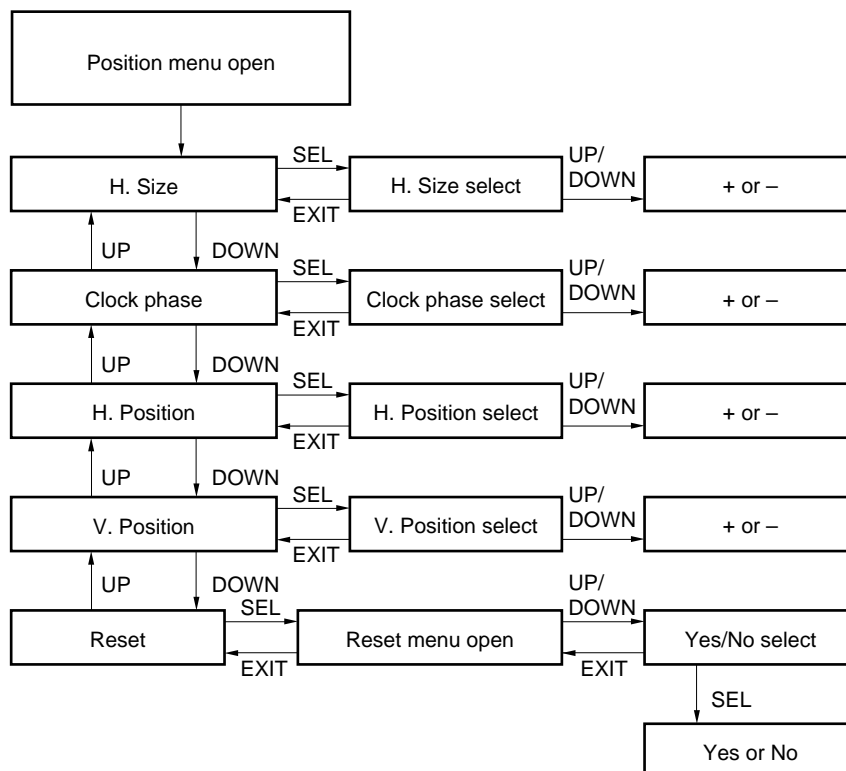 Position menu open
SEL
UP/
DOWN
H. Size
H. Size select
+ or –
EXIT
UP
DOWN
SEL
UP/
DOWN
Clock phase
Clock phase select
+ or –
EXIT
UP
DOWN
SEL
UP/
DOWN
H. Position
H. Position select
+ or –
EXIT
UP
DOWN
SEL
UP/
DOWN
V. Position
V. Position select
+ or –
EXIT
UP
DOWN
SEL
UP/
DOWN
Reset
Reset menu open
Yes/No select
EXIT
EXIT
SEL
Yes or No